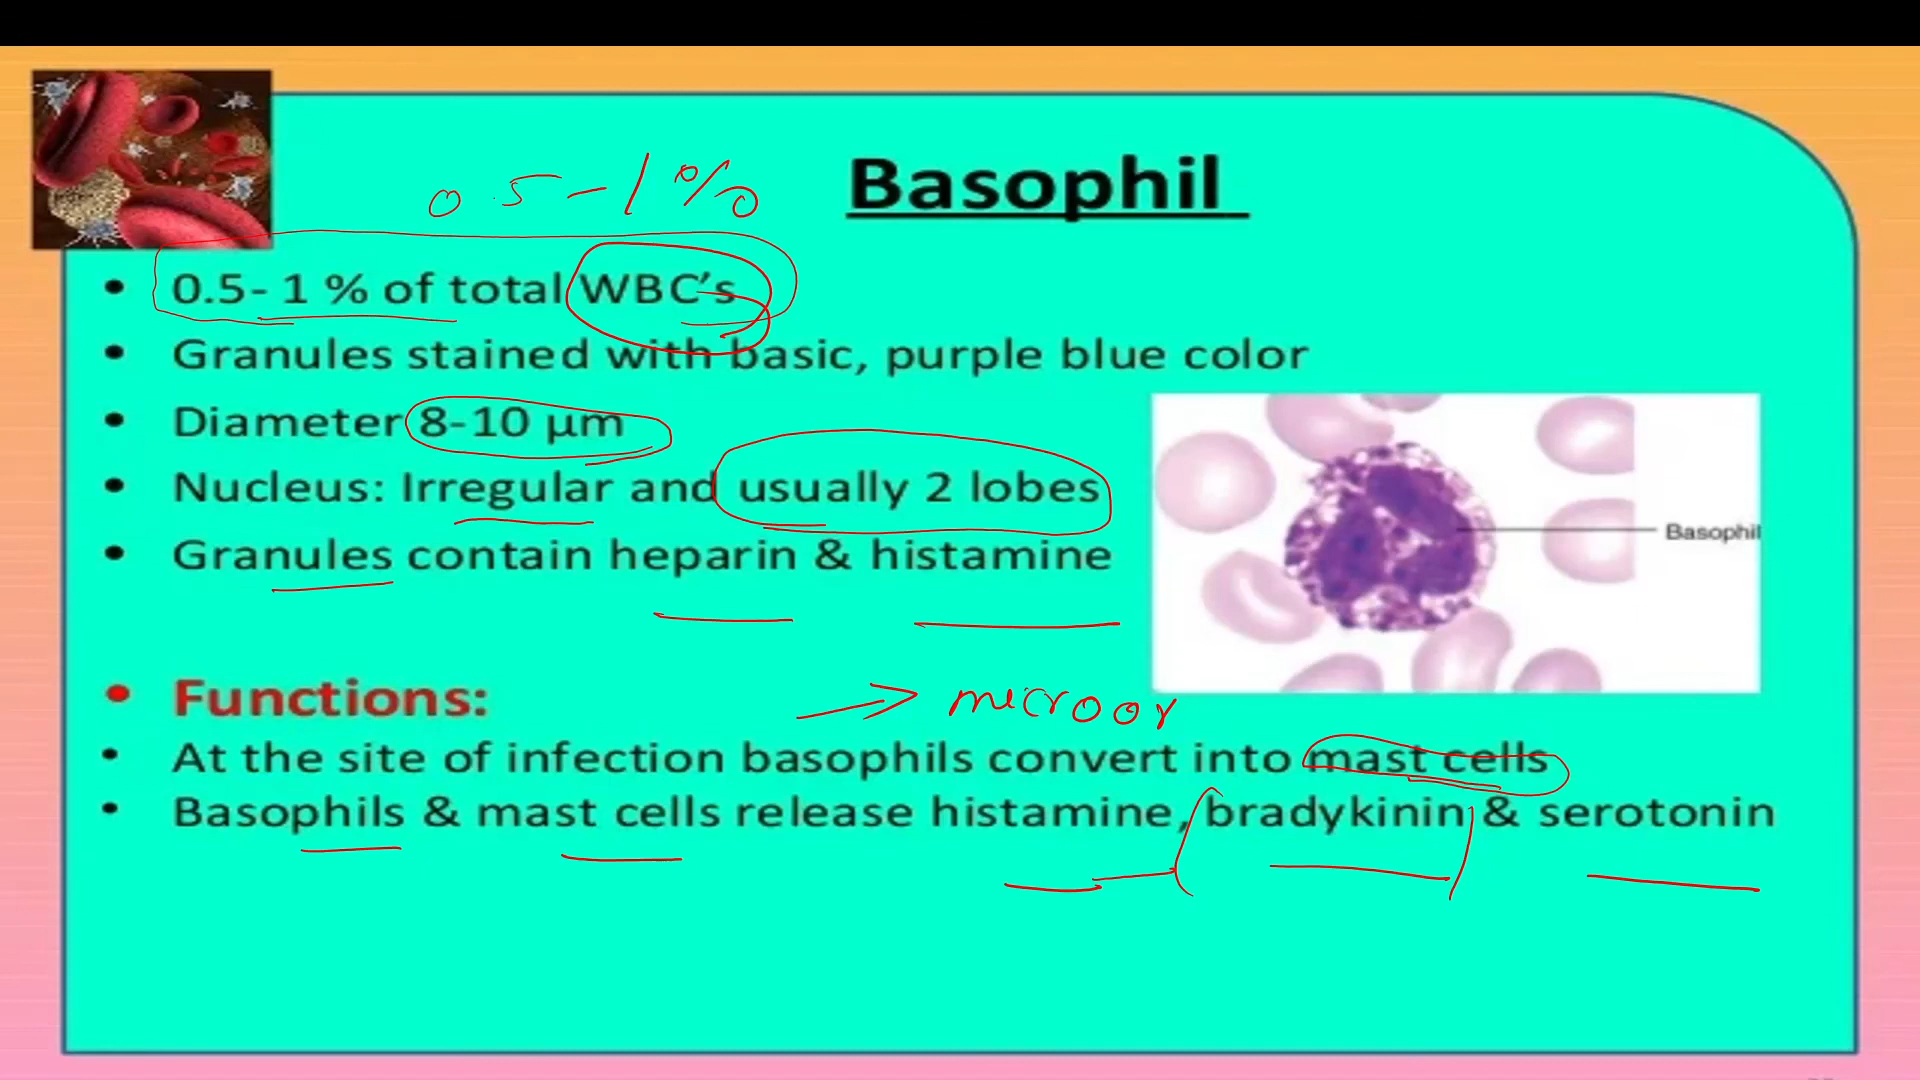 Basophil
0.5-1%
• 0.5- 1 % of total WBC's
• Granules stained with basic, purple blue color
• Diameter 8-10 µm
• Nucleus: Irregular and usually 2 lobes
• Granules contain heparin & histamine
Basophil
• Functions:
→ microor
• At the site of infection basophils convert into mast cells
• Basophils & mast cells release histamine, bradykinin & serotonin